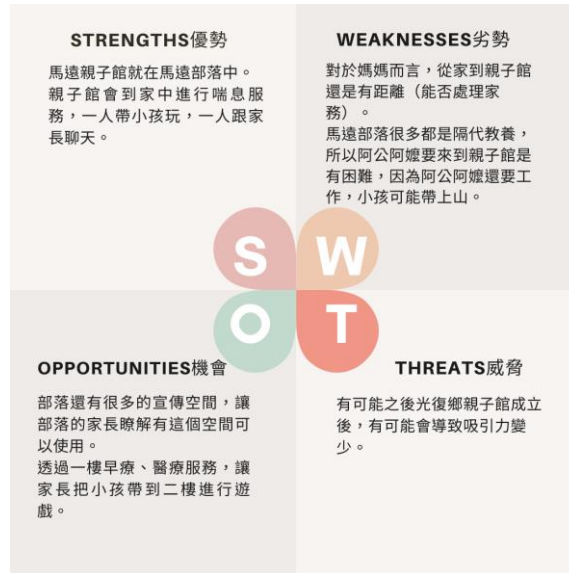 STRENGTHS優勢
馬遠親子館就在馬遠部落中。
親子館會到家中進行喘息服
務，一人帶小孩玩，一人跟家
長聊天。
WEAKNESSES劣勢
對於媽媽而言，從家到親子館
還是有距離（能否處理家
務）。
馬遠部落很多都是隔代教養，
所以阿公阿嬤要來到親子館是
有困難，因為阿公阿嬤還要工
作，小孩可能帶上山。
S
W
O
T
OPPORTUNITIES機會
部落還有很多的宣傳空間，讓
部落的家長瞭解有這個空間可
以使用。
透過一樓早療、醫療服務，讓
家長把小孩帶到二樓進行遊
戲。
THREATS威脅
有可能之後光復鄉親子館成立
後，有可能會導致吸引力變
少。